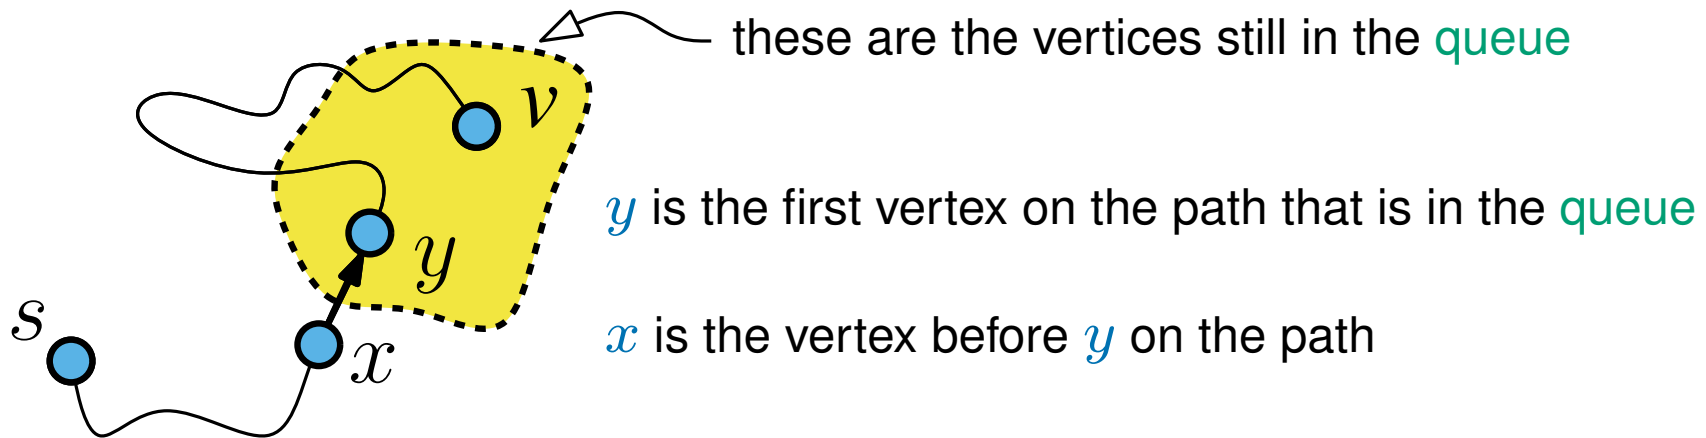 these are the vertices still in the queue
v
y is the first vertex on the path that is in the queue
y
s
x
x is the vertex before y on the path